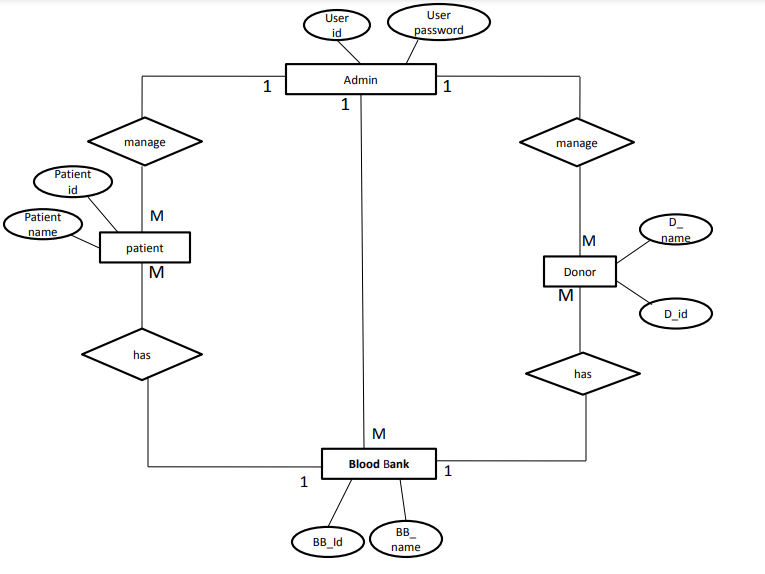 User
id
User
password
Admin
1
1
1
manage
manage
Patient
id
Patient
name
M
patient
M
D_
name
M
Donor
M
D_id
has
has
M
Blood Bank
1
1
BB_Id
BB_
name